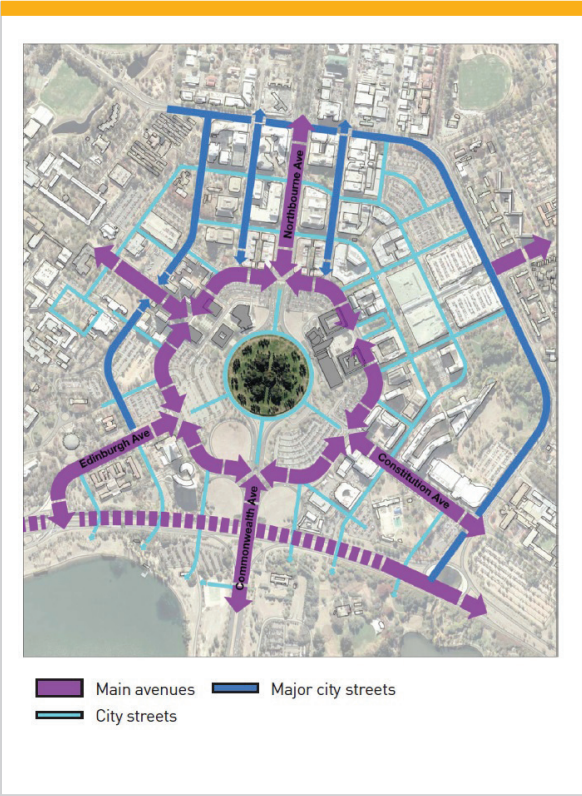 Northbourne Ave
Edinburgh Ave
Constitution Ave
Commonwealth Ave
Main avenues
Major city streets
City streets